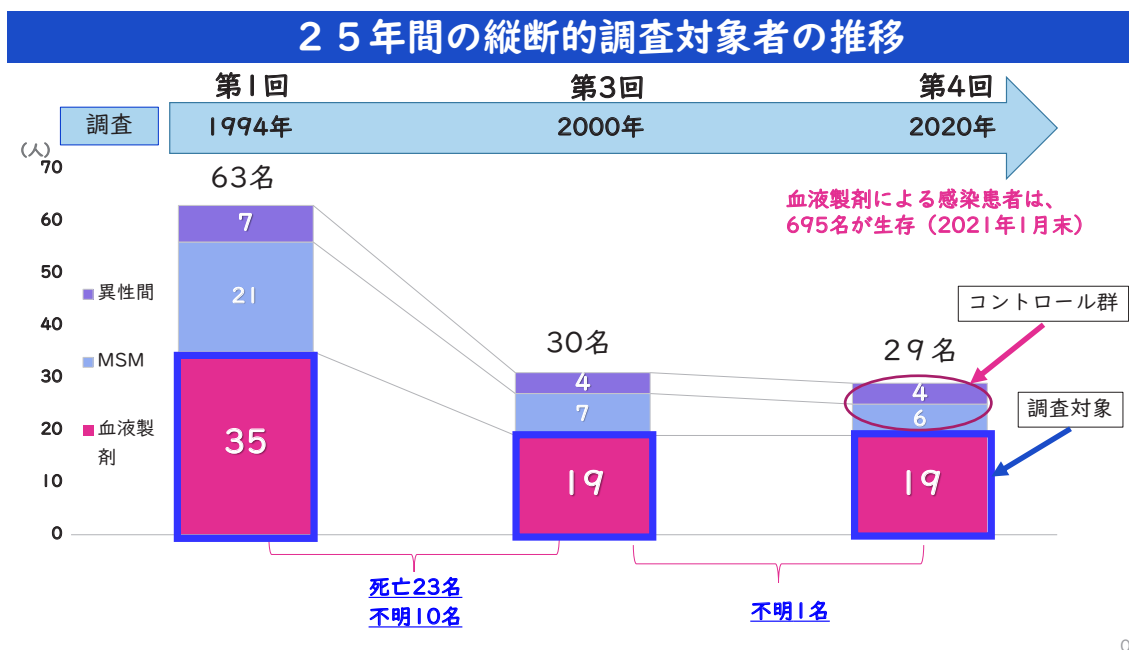 ２５年間の縦断的調査対象者の推移
第1回
第3回
第4回
調査
1994年
2000年
2020年
（人）
70
60
50
40
30
20
10
0
63名
血液製剤による感染患者は、
695名が生存（2021年1月末）
7
21
35
異性間
MSM
血液製
剤
30名
4
7
19
29名
4
6
19
コントロール群
調査対象
死亡23名
不明10名
不明1名